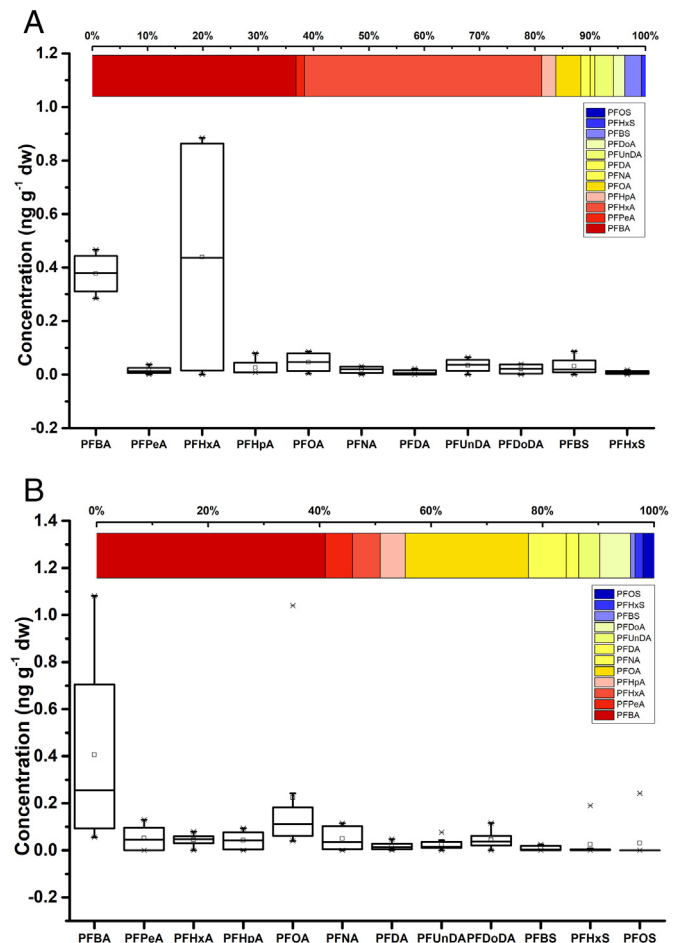 A
0% 10% 20% 30% 40% 50% 60% 70% 80% 90% 100%
1.2
1.0
0.8
0.6
0.4
0.2
0.0
-0.2
Concentration (ng g-1 dw)
PFOS
PFHxS
PFBS
PFDoA
PFUnDA
PFDA
PFNA
PFOA
PFHpA
PFHxA
PFPeA
PFBA
PFBA PFPeA PFHxA PFHpA PFOA PFNA PFDA PFUnDA PFDoDA PFBS PFHxS
B
0% 20% 40% 60% 80% 100%
1.4
1.2
1.0
0.8
0.6
0.4
0.2
0.0
-0.2
Concentration (ng g-1 dw)
PFOS
PFHxS
PFBS
PFDoA
PFUnDA
PFDA
PFNA
PFOA
PFHpA
PFHxA
PFPeA
PFBA
PFBA PFPeA PFHxA PFHpA PFOA PFNA PFDA PFUnDA PFDoDA PFBS PFHxS PFOS